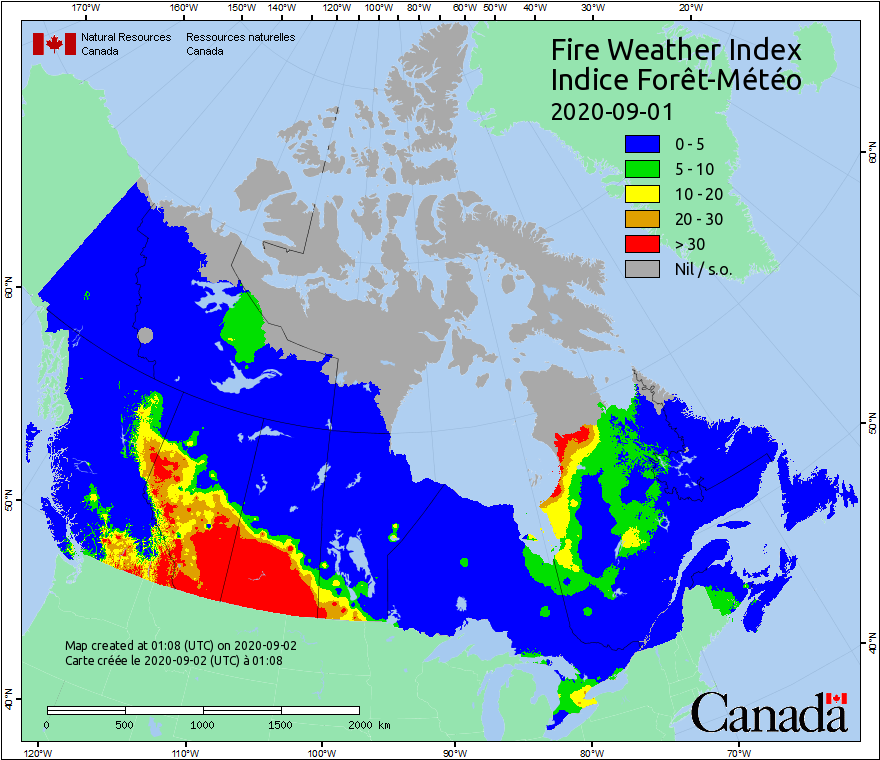 170°W 160°W 150°W 140°W 130°W 120°W 110°W 100°W 90°W 80°W 70°W 60°W 50°W 40°W 30°W 20°W
Natural Resources Ressources naturelles
Canada Canada
Fire Weather Index
Indice Forêt-Météo
2020-09-01
0 - 5
5 - 10
10 - 20
20 - 30
> 30
Nil / s.o.
60°N
60°N
50°N
50°N
40°N
40°N
Map created at 01:08 (UTC) on 2020-09-02
Carte créée le 2020-09-02 (UTC) à 01:08
0 500 1000 1500 2000 km
Canada
120°W 110°W 100°W 90°W 80°W 70°W